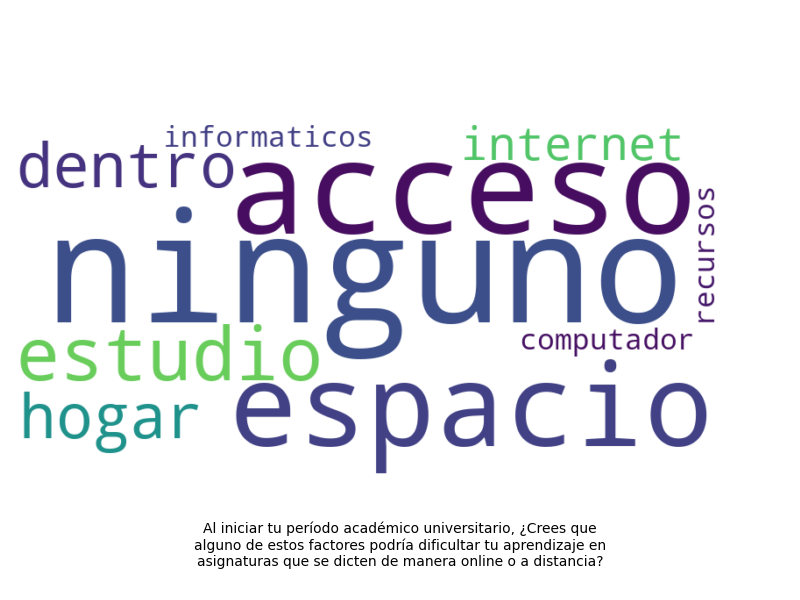 informaticos
internet
dentro
acceso
recursos
ninguno
computador
estudio
espacio
hogar
Al iniciar tu período académico universitario, ¿Crees que
alguno de estos factores podría dificultar tu aprendizaje en
asignaturas que se dicten de manera online o a distancia?